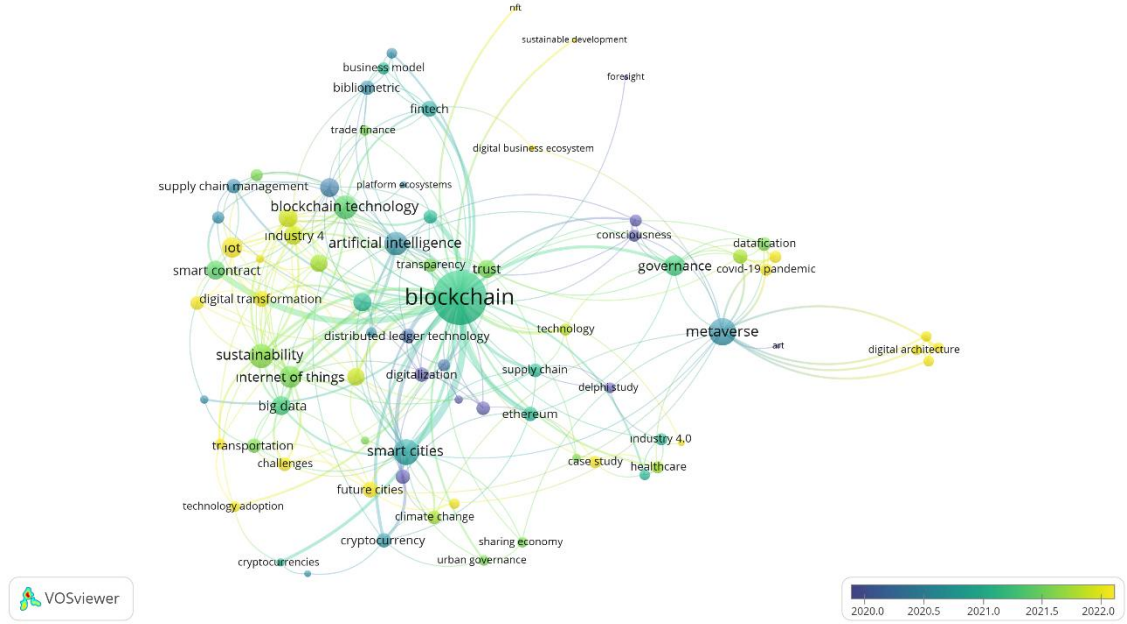 nft
sustainable development
business model
foresight
bibliometric
fintech
trade finance
digital business ecosystem
supply chain management
platform ecosystems
blockchain technology
consciousness
industry 4
artificial intelligence
datafication
iot
smart contract
transparency
trust
governance
covid-19 pandemic
digital transformation
blockchain
distributed ledger technology
technology
metaverse
art
digital architecture
sustainability
internet of things
digitalization
supply chain
delphi study
big data
ethereum
transportation
smart cities
industry 4.0
challenges
case study
healthcare
future cities
technology adoption
climate change
cryptocurrency
sharing economy
cryptocurrencies
urban governance
VOSviewer
2020.0 2020.5 2021.0 2021.5 2022.0